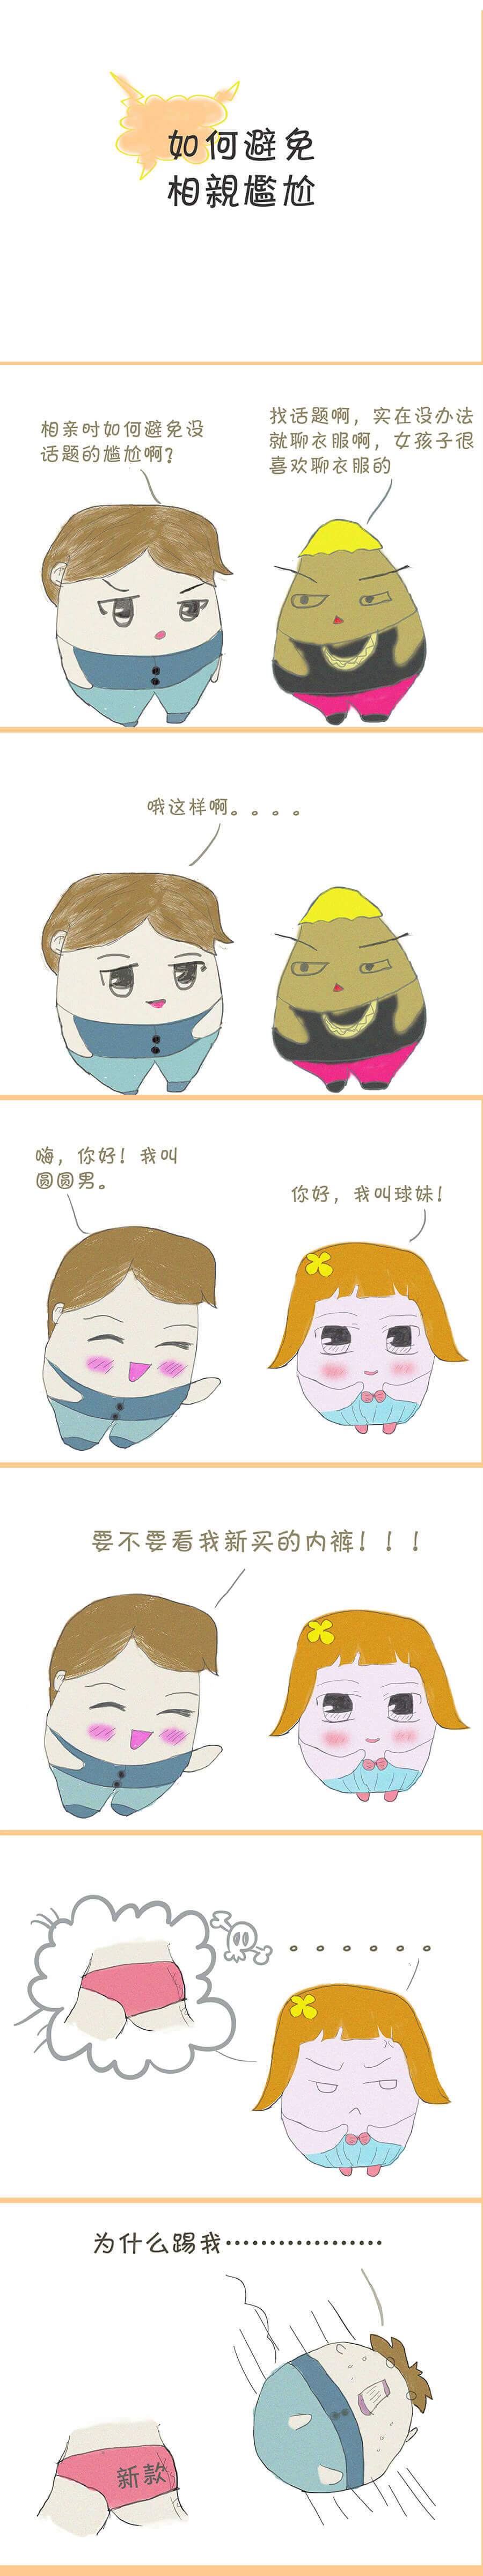 如何避免
相親尷尬
相亲时如何避免没
话题的尴尬啊？
找话题啊，实在没办法
就聊衣服啊，女孩子很
喜欢聊衣服的
哦这样啊。。。。
嗨，你好！我叫
圆圆男。
你好，我叫球妹！
要不要看我新买的内裤！！！
。。。。。。
为什么踢我………………
新款